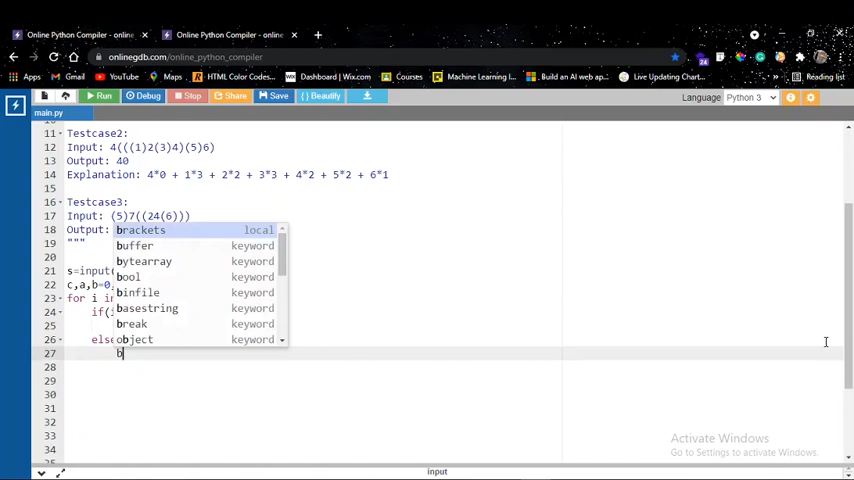 Online Python Compiler - Online Python Compiler -
onlinegdb.com/online_python_compiler
24
Apps Gmail YouTube Maps HTML Color Codes... Dashboard | Wix.com Courses Machine Learning I... Build an AI web ap... Live Updating Chart... Reading list
Run Debug Stop Share Save { } Beautify Language Python 3
main.py
10
11 Testcase2:
12 Input: 4(((1)2(3)4)(5)6)
13 Output: 40
14 Explanation: 4*0 + 1*3 + 2*2 + 3*3 + 4*2 + 5*2 + 6*1
15
16 Testcase3:
17 Input: (5)7((24(6)))
18 Output:
19 """
20
21 s=input(
22 c,a,b=0,
23 for i in
24 if(i
25
26 else
27 b
28
29
30
31
32
33
34
35
brackets local
buffer keyword
bytearray keyword
bool keyword
binfile keyword
basestring keyword
break keyword
object keyword
Activate Windows
Go to Settings to activate Windows.
input